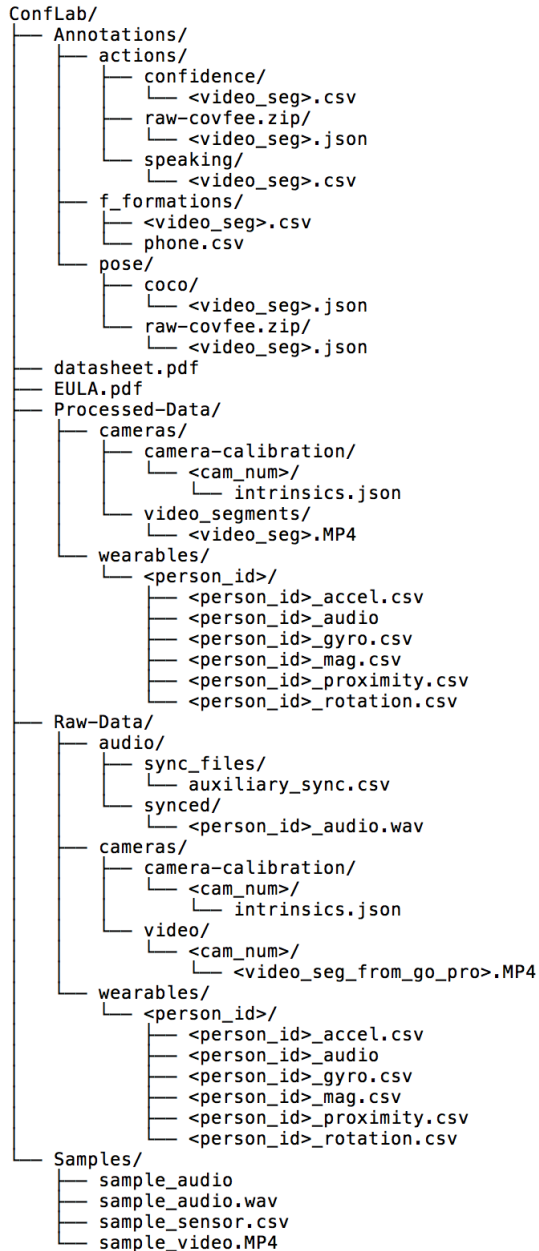 ConfLab/
├── Annotations/
│   ├── actions/
│   │   ├── confidence/
│   │   │   └── <video_seg>.csv
│   │   ├── raw-covfee.zip/
│   │   │   └── <video_seg>.json
│   │   └── speaking/
│   │       └── <video_seg>.csv
│   ├── f_formations/
│   │   ├── <video_seg>.csv
│   │   └── phone.csv
│   └── pose/
│       ├── coco/
│       │   └── <video_seg>.json
│       └── raw-covfee.zip/
│           └── <video_seg>.json
├── datasheet.pdf
├── EULA.pdf
├── Processed-Data/
│   ├── cameras/
│   │   ├── camera-calibration/
│   │   │   └── <cam_num>/
│   │   │       └── intrinsics.json
│   │   └── video_segments/
│   │       └── <video_seg>.MP4
│   └── wearables/
│       └── <person_id>/
│           ├── <person_id>_accel.csv
│           ├── <person_id>_audio
│           ├── <person_id>_gyro.csv
│           ├── <person_id>_mag.csv
│           ├── <person_id>_proximity.csv
│           └── <person_id>_rotation.csv
├── Raw-Data/
│   ├── audio/
│   │   ├── sync_files/
│   │   │   └── auxiliary_sync.csv
│   │   └── synced/
│   │       └── <person_id>_audio.wav
│   ├── cameras/
│   │   ├── camera-calibration/
│   │   │   └── <cam_num>/
│   │   │       └── intrinsics.json
│   │   └── video/
│   │       └── <cam_num>/
│   │           └── <video_seg_from_go_pro>.MP4
│   └── wearables/
│       └── <person_id>/
│           ├── <person_id>_accel.csv
│           ├── <person_id>_audio
│           ├── <person_id>_gyro.csv
│           ├── <person_id>_mag.csv
│           ├── <person_id>_proximity.csv
│           └── <person_id>_rotation.csv
└── Samples/
    ├── sample_audio
    ├── sample_audio.wav
    ├── sample_sensor.csv
    └── sample_video.MP4